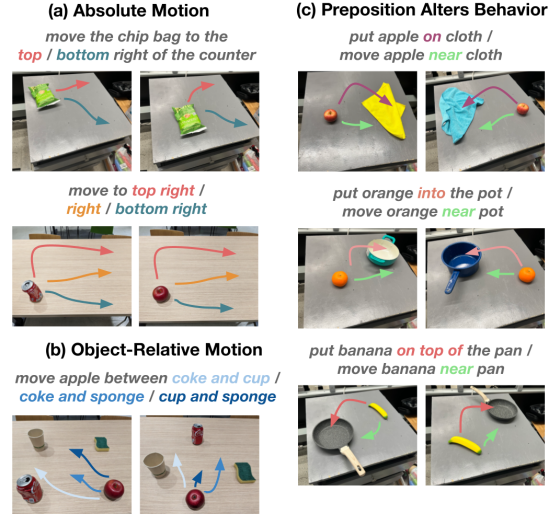 (a) Absolute Motion
move the chip bag to the
top / bottom right of the counter
move to top right /
right / bottom right
(b) Object-Relative Motion
move apple between coke and cup /
coke and sponge / cup and sponge
(c) Preposition Alters Behavior
put apple on cloth /
move apple near cloth
put orange into the pot /
move orange near pot
put banana on top of the pan /
move banana near pan